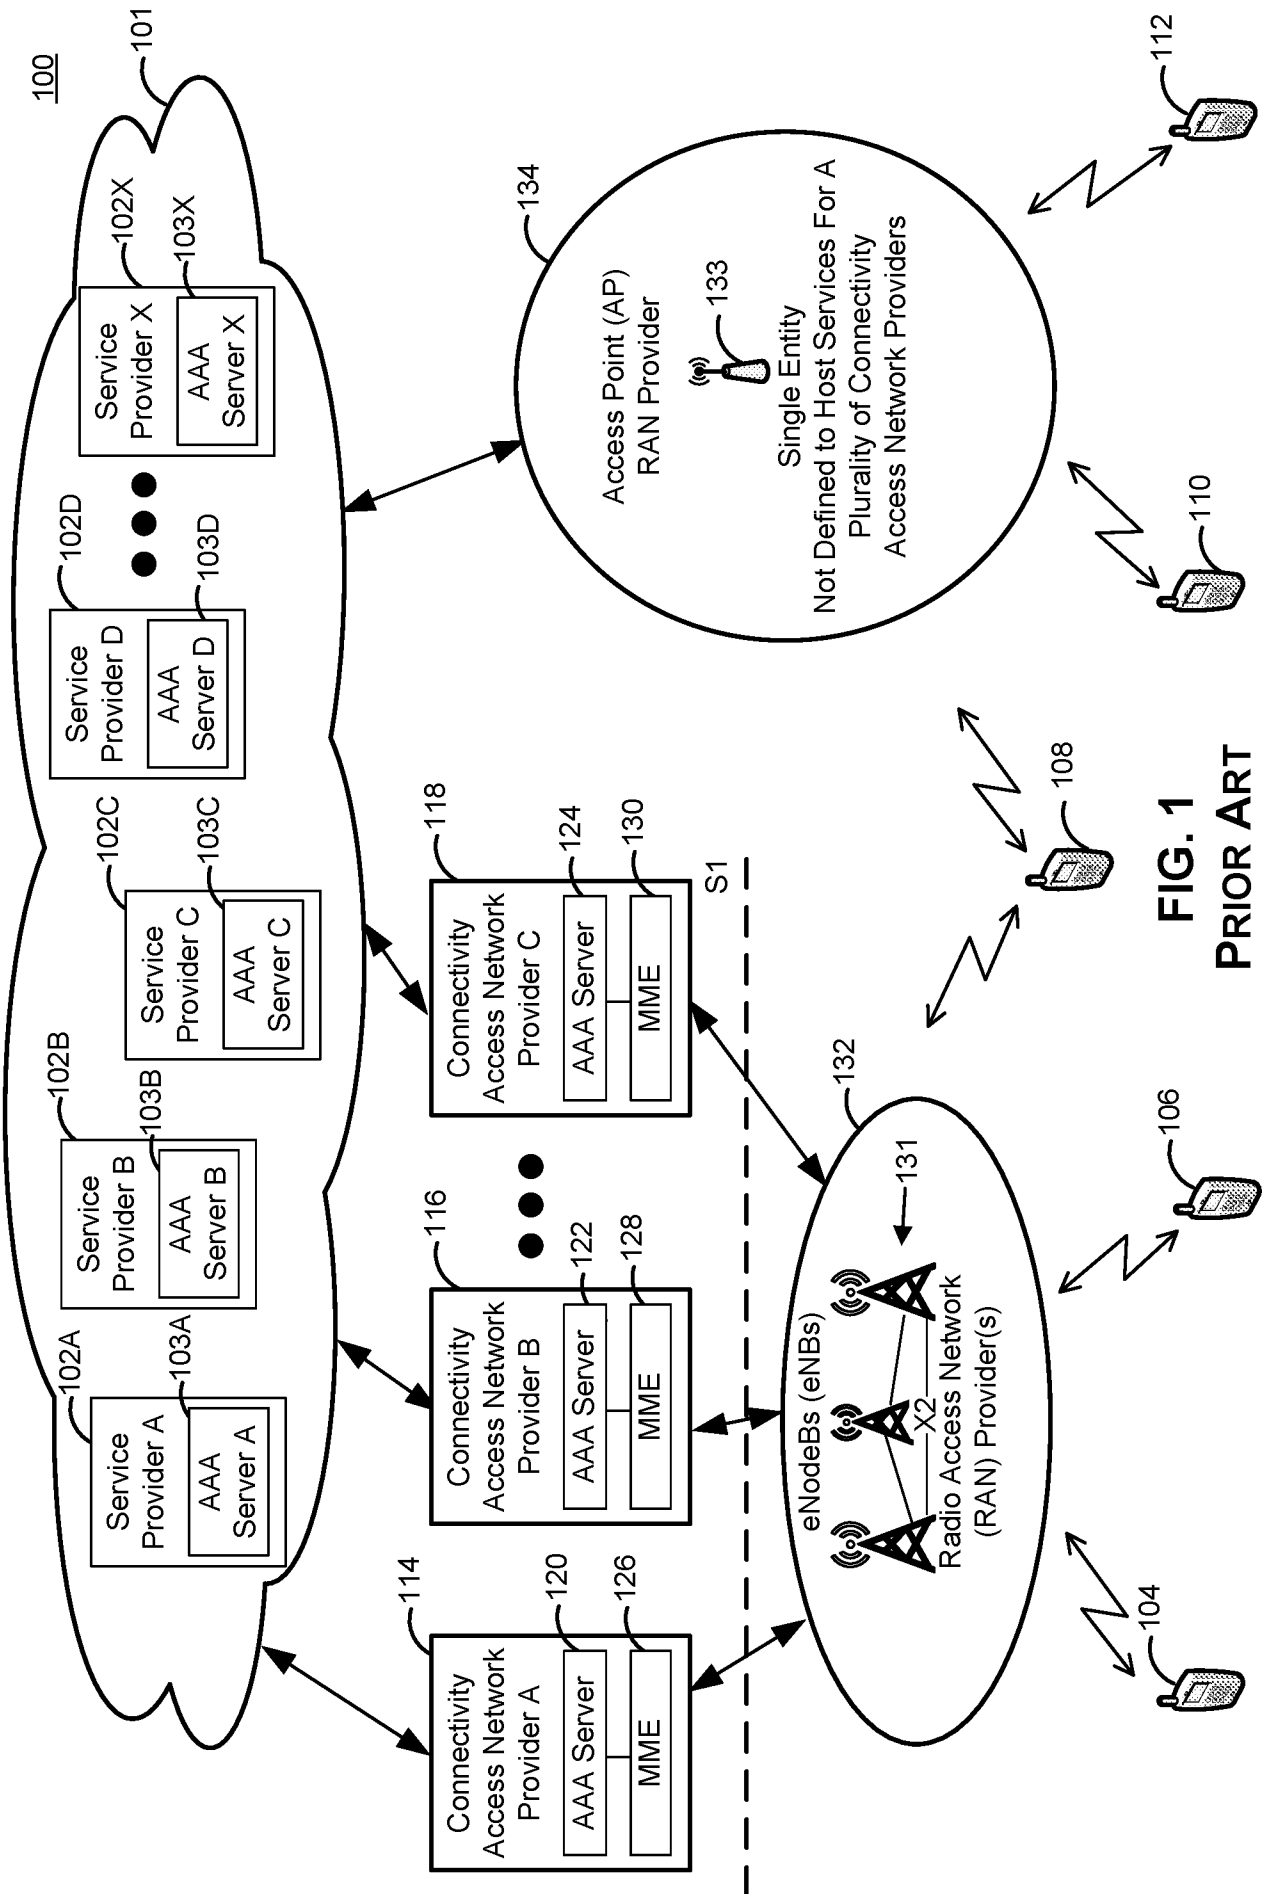 100
101
102A
Service
Provider A
103A
AAA
Server A
102B
Service
Provider B
103B
AAA
Server B
102C
Service
Provider C
103C
AAA
Server C
102D
Service
Provider D
103D
AAA
Server D
102X
Service
Provider X
103X
AAA
Server X
114
Connectivity
Access Network
Provider A
120
AAA Server
126
MME
116
Connectivity
Access Network
Provider B
122
AAA Server
128
MME
118
Connectivity
Access Network
Provider C
124
AAA Server
130
MME
S1
134
Access Point (AP)
RAN Provider
133
Single Entity
Not Defined to Host Services For A
Plurality of Connectivity
Access Network Providers
132
eNodeBs (eNBs)
131
X2
Radio Access Network
(RAN) Provider(s)
104
106
108
110
112
FIG. 1
PRIOR ART